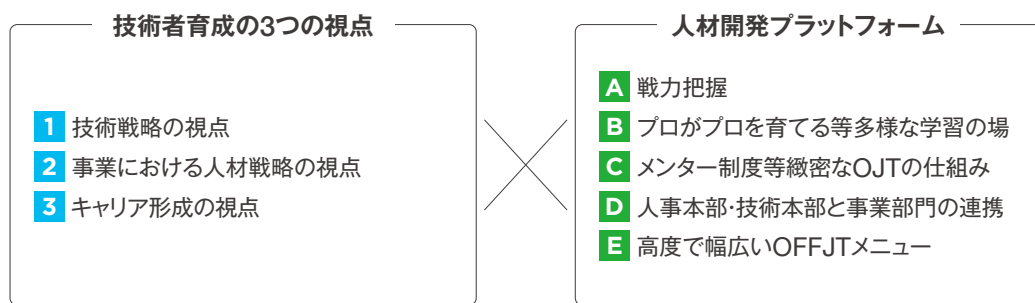 技術者育成の3つの視点
1 技術戦略の視点
2 事業における人材戦略の視点
3 キャリア形成の視点
人材開発プラットフォーム
A 戦力把握
B プロがプロを育てる等多様な学習の場
C メンター制度等緻密なOJTの仕組み
D 人事本部・技術本部と事業部門の連携
E 高度で幅広いOFFJTメニュー